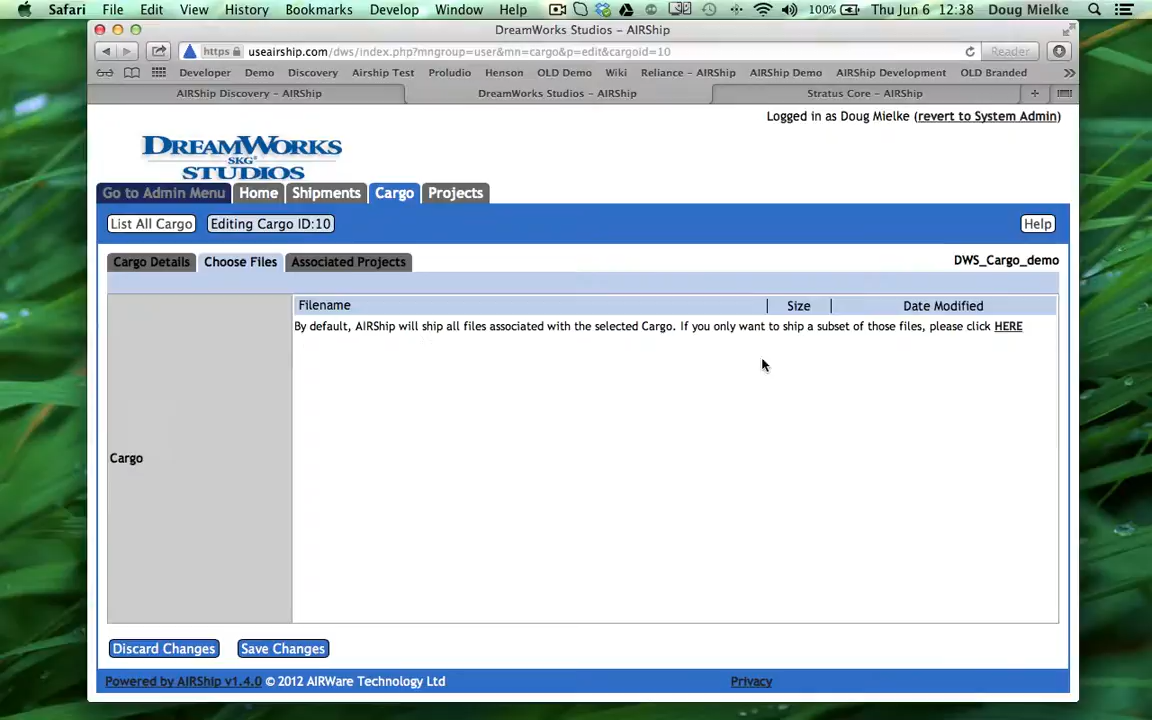 Safari File Edit View History Bookmarks Develop Window Help 100% Thu Jun 6 12:38 Doug Mielke
DreamWorks Studios – AIRShip
https useairship.com/dws/index.php?mngroup=user&mn=cargo&p=edit&cargoid=10 Reader
Developer Demo Discovery Airship Test Proludio Henson OLD Demo Wiki Reliance – AIRShip AIRShip Demo AIRShip Development OLD Branded
AIRShip Discovery – AIRShip DreamWorks Studios – AIRShip Stratus Core – AIRShip
Logged in as Doug Mielke (revert to System Admin)
DREAMWORKS
SKG
STUDIOS
Go to Admin Menu Home Shipments Cargo Projects
List All Cargo Editing Cargo ID:10 Help
Cargo Details Choose Files Associated Projects DWS_Cargo_demo
Filename Size Date Modified
By default, AIRShip will ship all files associated with the selected Cargo. If you only want to ship a subset of those files, please click HERE
Cargo
Discard Changes Save Changes
Powered by AIRShip v1.4.0 © 2012 AIRWare Technology Ltd Privacy